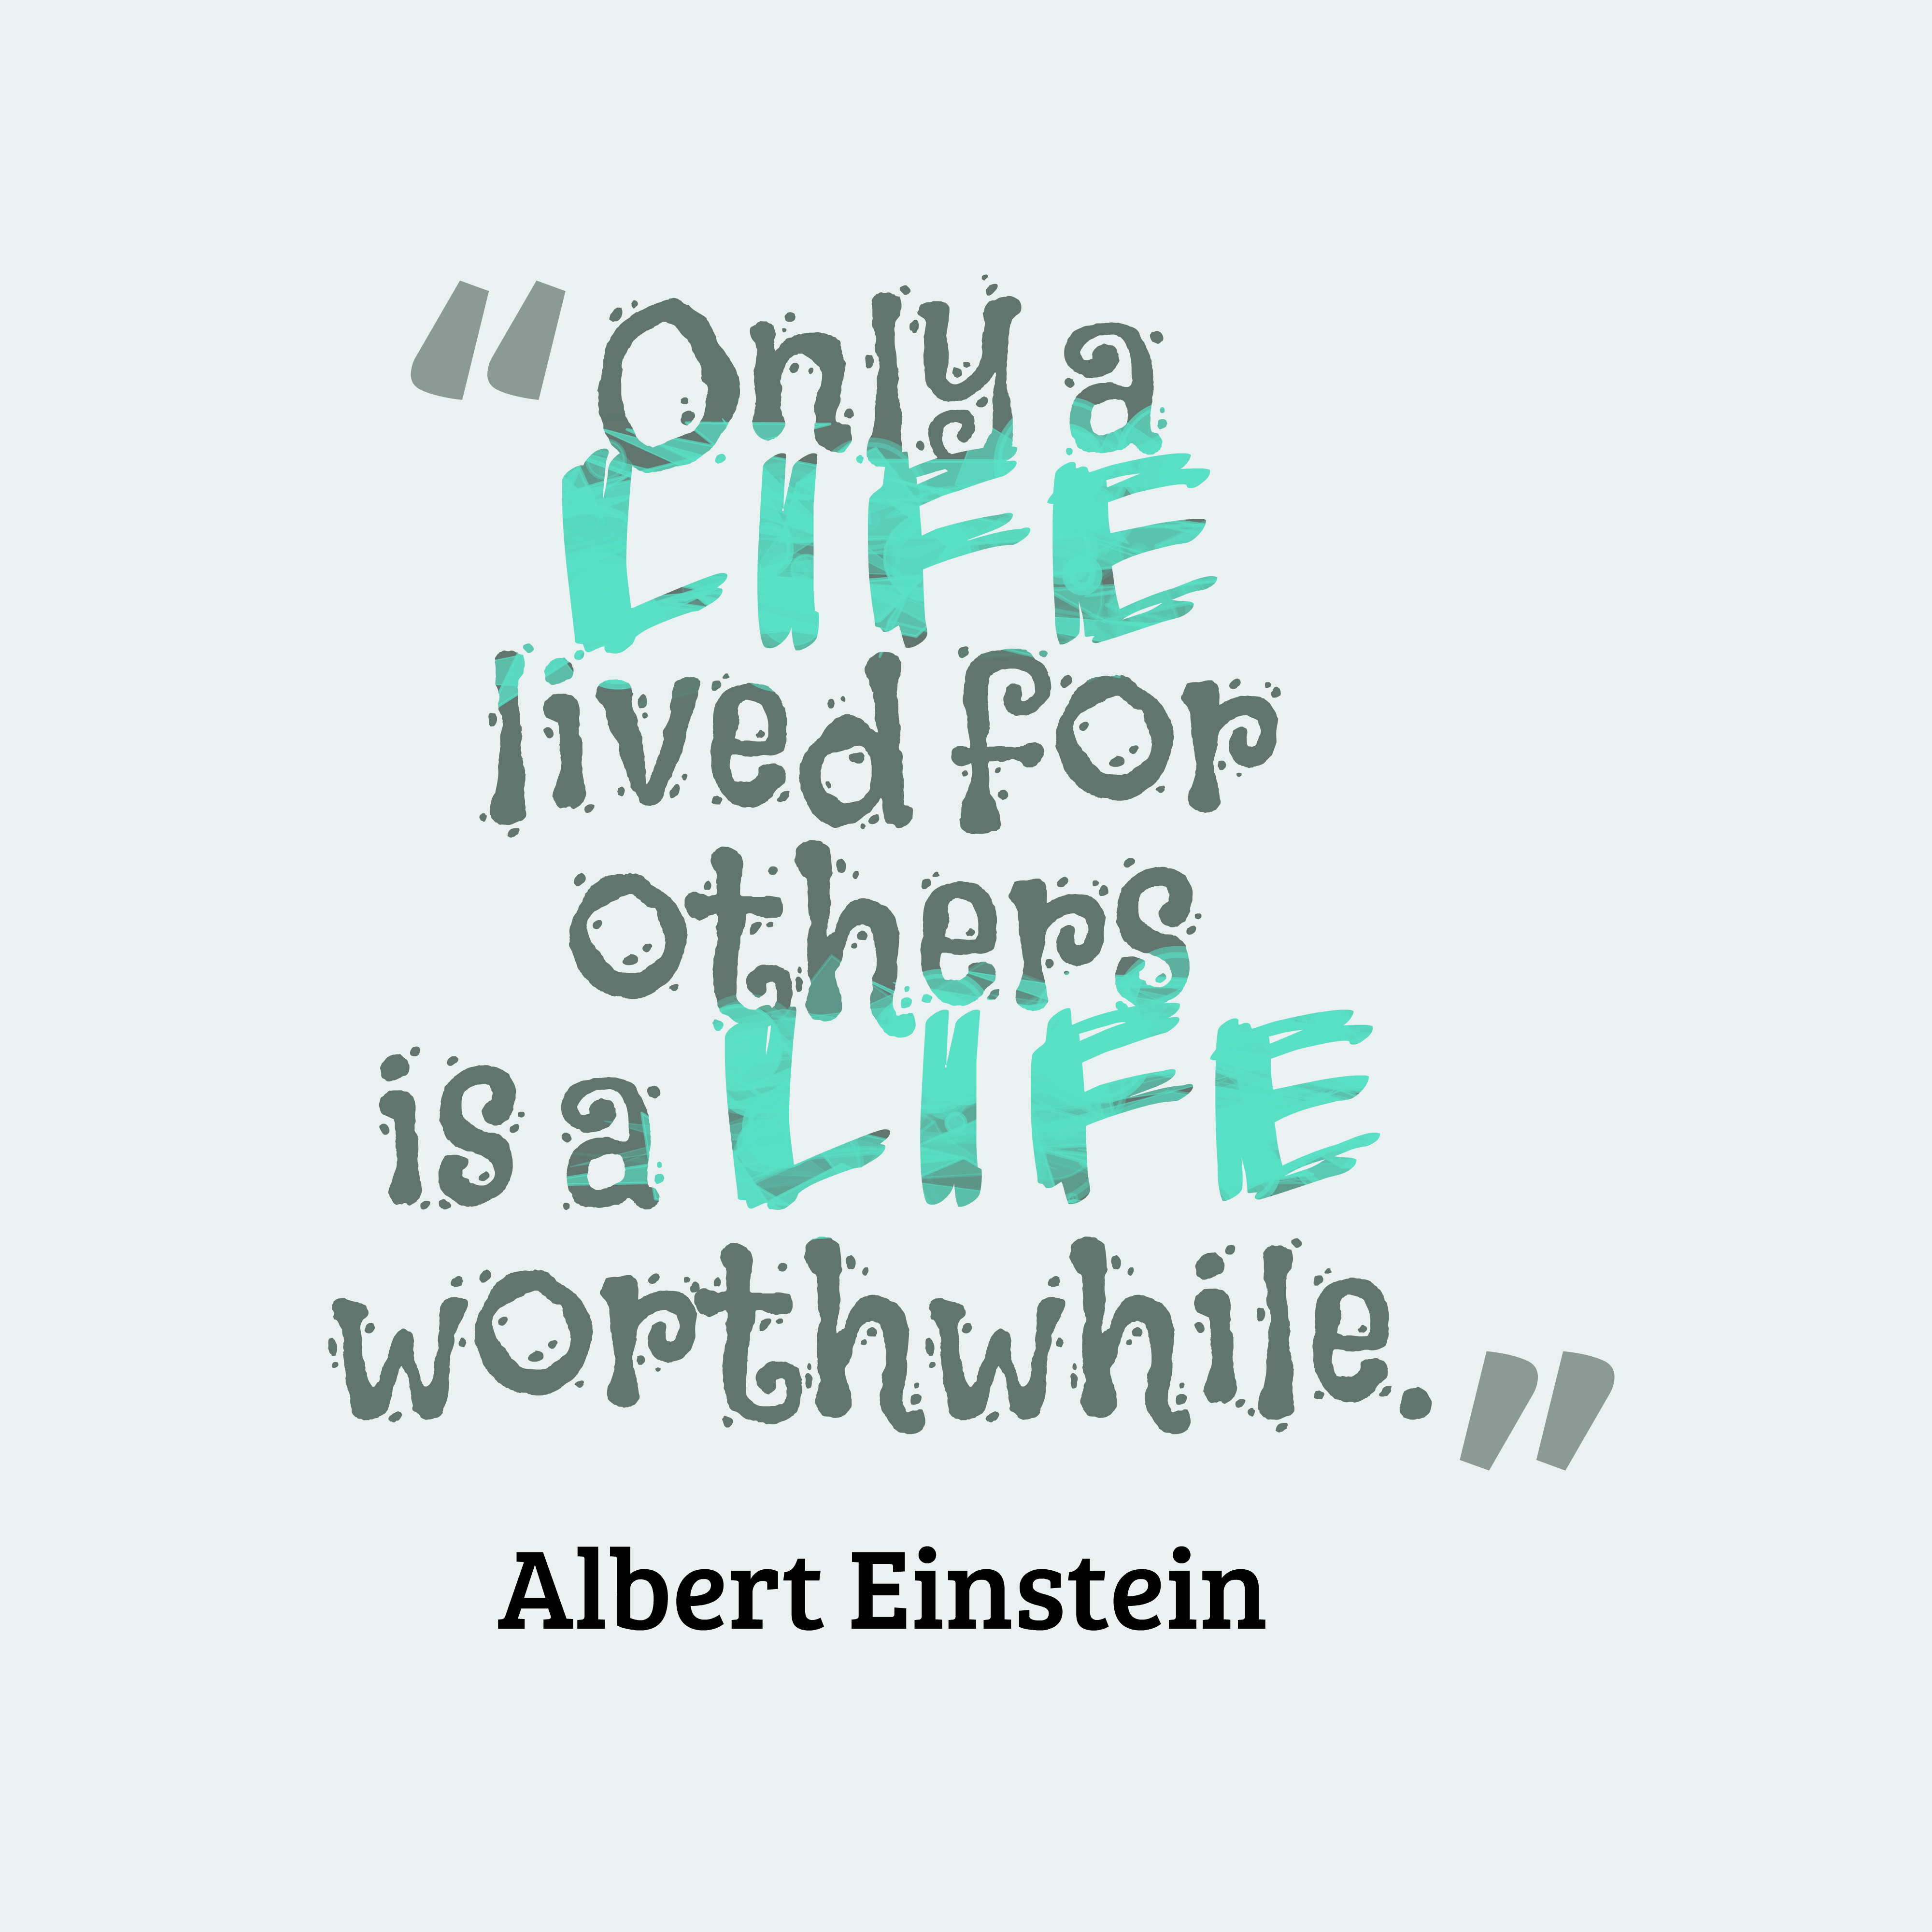 “Only a
LIFE
lived for
others
is a LIFE
worthwhile.”
Albert Einstein